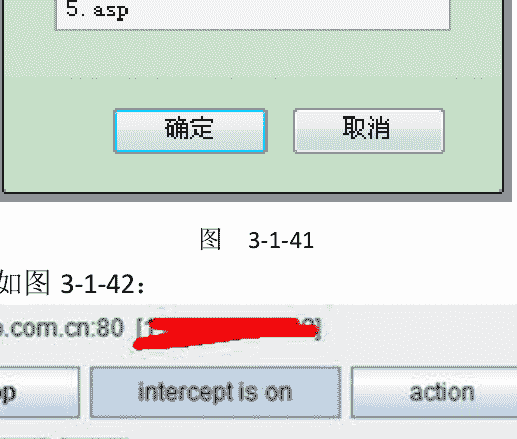 5. asp
确定 取消
图 3-1-41
如图 3-1-42：
.com.cn:80 [1
intercept is on action